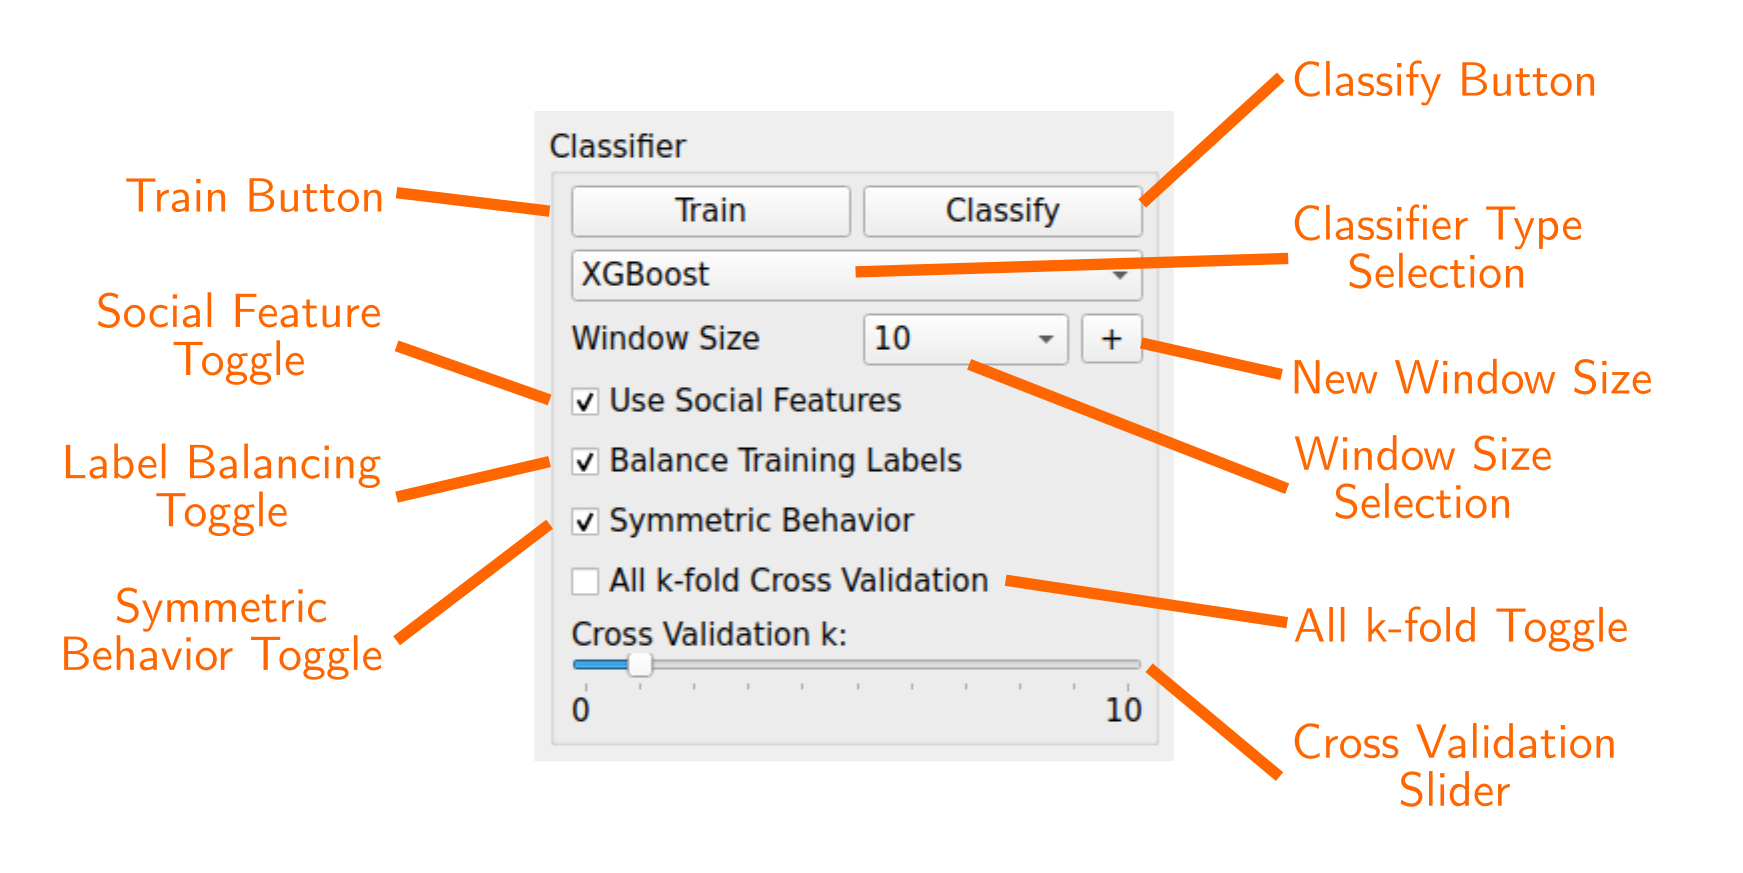 Classify Button
Classifier
Train Button
Train
Classify
Classifier Type
Selection
XGBoost
Social Feature
Toggle
Window Size
10
+
New Window Size
Use Social Features
Label Balancing
Toggle
Balance Training Labels
Window Size
Selection
Symmetric Behavior
Symmetric
Behavior Toggle
All k-fold Cross Validation
All k-fold Toggle
Cross Validation k:
0
10
Cross Validation
Slider